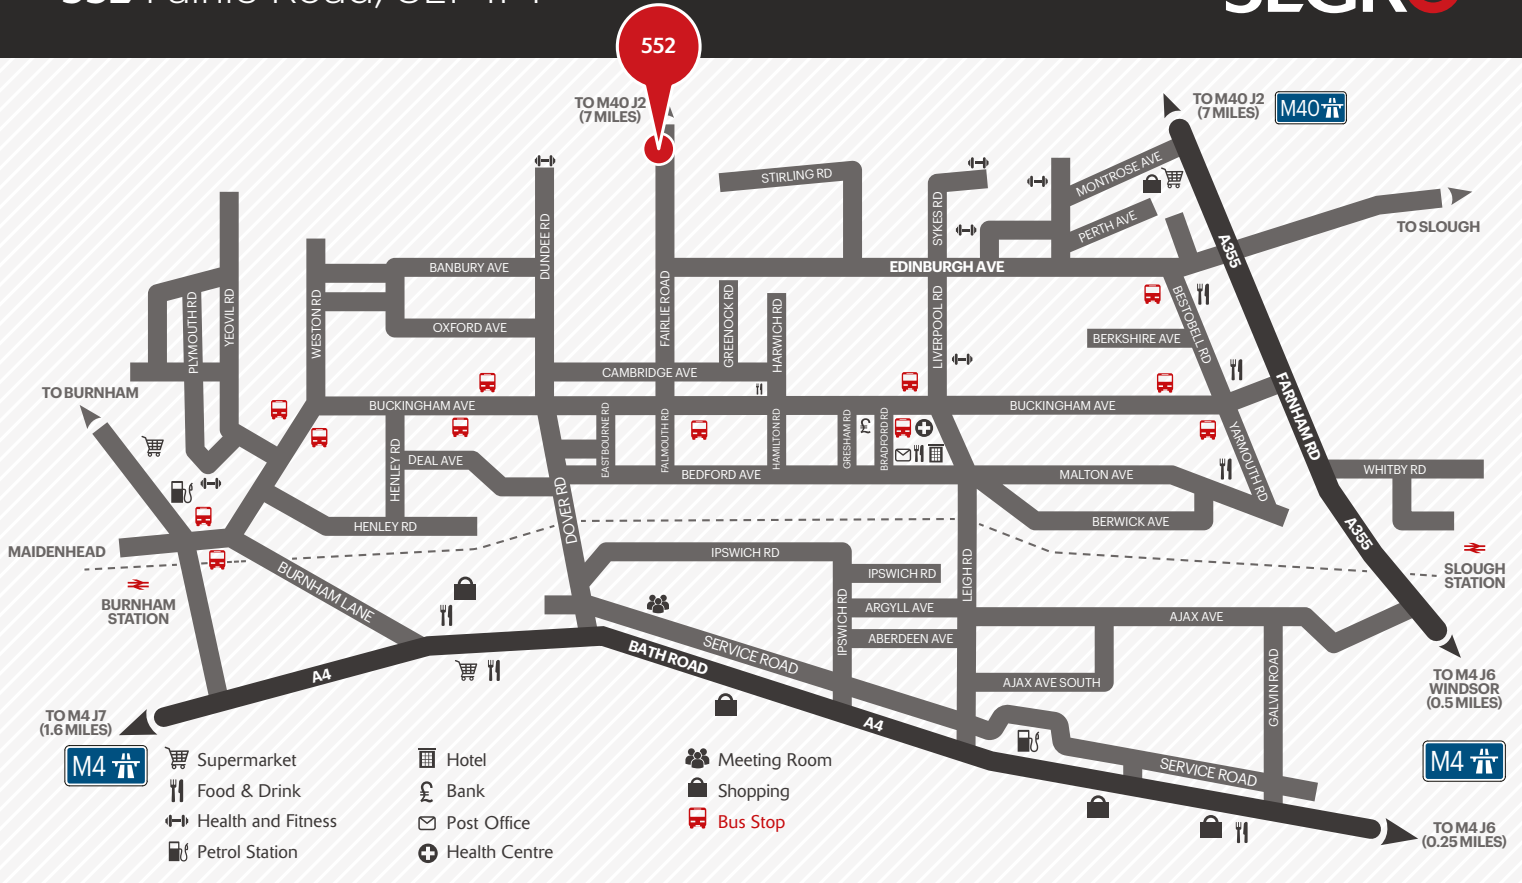 552
TO M40 J2
(7 MILES)
TO M40 J2
(7 MILES)
M40
MONTROSE AVE
STIRLING RD
PERTH AVE
SYKES RD
TO SLOUGH
DUNDEE RD
A355
BANBURY AVE
EDINBURGH AVE
PLYMOUTH RD
YEOVIL RD
WESTON RD
FAIRLIE ROAD
GREENOCK RD
HARWICH RD
LIVERPOOL RD
BESTOBELL RD
OXFORD AVE
BERKSHIRE AVE
CAMBRIDGE AVE
TO BURNHAM
BUCKINGHAM AVE
BUCKINGHAM AVE
FARNHAM RD
EASTBOURNE RD
FALMOUTH RD
HAMILTON RD
GRESHAM RD
BRADFORD RD
£
YARMOUTH RD
HENLEY RD
DEAL AVE
BEDFORD AVE
MALTON AVE
WHITBY RD
DOVER RD
HENLEY RD
BERWICK AVE
A355
MAIDENHEAD
IPSWICH RD
IPSWICH RD
LEIGH RD
SLOUGH
STATION
BURNHAM
STATION
BURNHAM LANE
ARGYLL AVE
IPSWICH RD
AJAX AVE
ABERDEEN AVE
SERVICE ROAD
BATH ROAD
A4
AJAX AVE SOUTH
GALVIN ROAD
TO M4 J6
WINDSOR
(0.5 MILES)
TO M4 J7
(1.6 MILES)
A4
M4
M4
SERVICE ROAD
Supermarket
Food & Drink
Health and Fitness
Petrol Station
Hotel
£ Bank
Post Office
Health Centre
Meeting Room
Shopping
Bus Stop
TO M4 J6
(0.25 MILES)